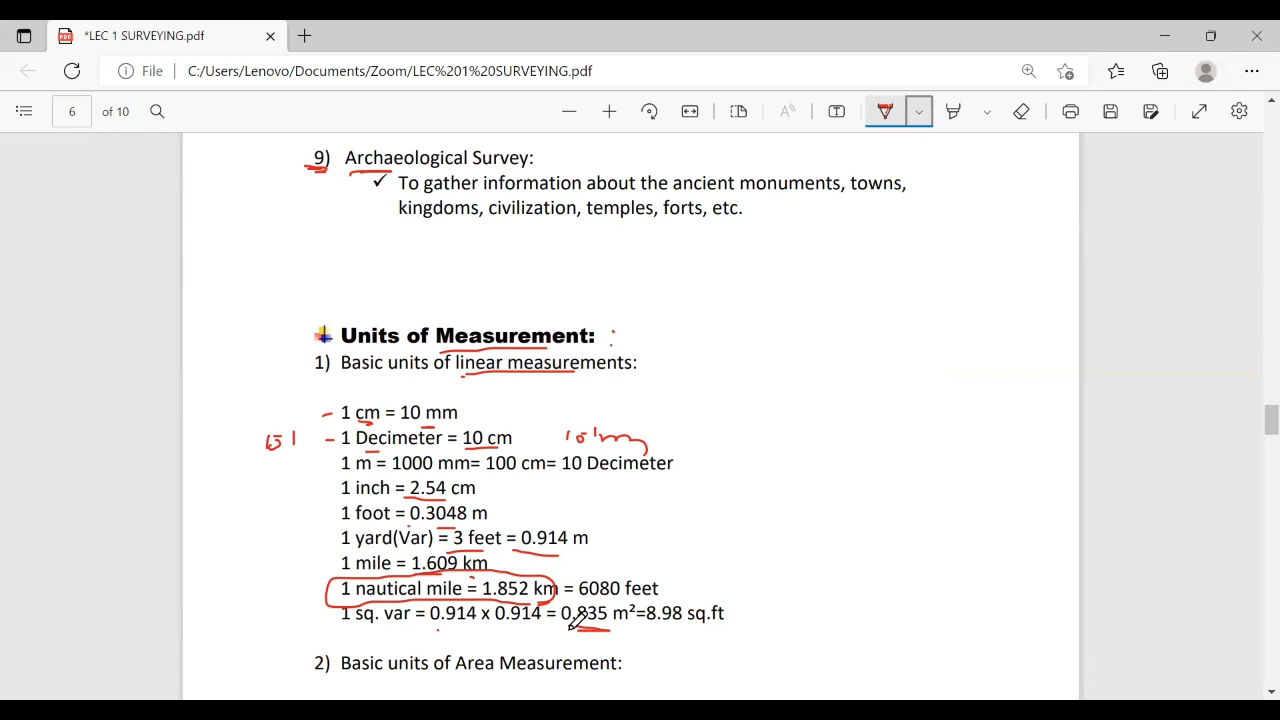 *LEC 1 SURVEYING.pdf
File C:/Users/Lenovo/Documents/Zoom/LEC%201%20SURVEYING.pdf
6 of 10
9) Archaeological Survey:
✓ To gather information about the ancient monuments, towns,
kingdoms, civilization, temples, forts, etc.
Units of Measurement:
1) Basic units of linear measurements:
1 cm = 10 mm
1 Decimeter = 10 cm
1 m = 1000 mm= 100 cm= 10 Decimeter
1 inch = 2.54 cm
1 foot = 0.3048 m
1 yard(Var) = 3 feet = 0.914 m
1 mile = 1.609 km
1 nautical mile = 1.852 km = 6080 feet
1 sq. var = 0.914 x 0.914 = 0.835 m²=8.98 sq.ft
2) Basic units of Area Measurement: